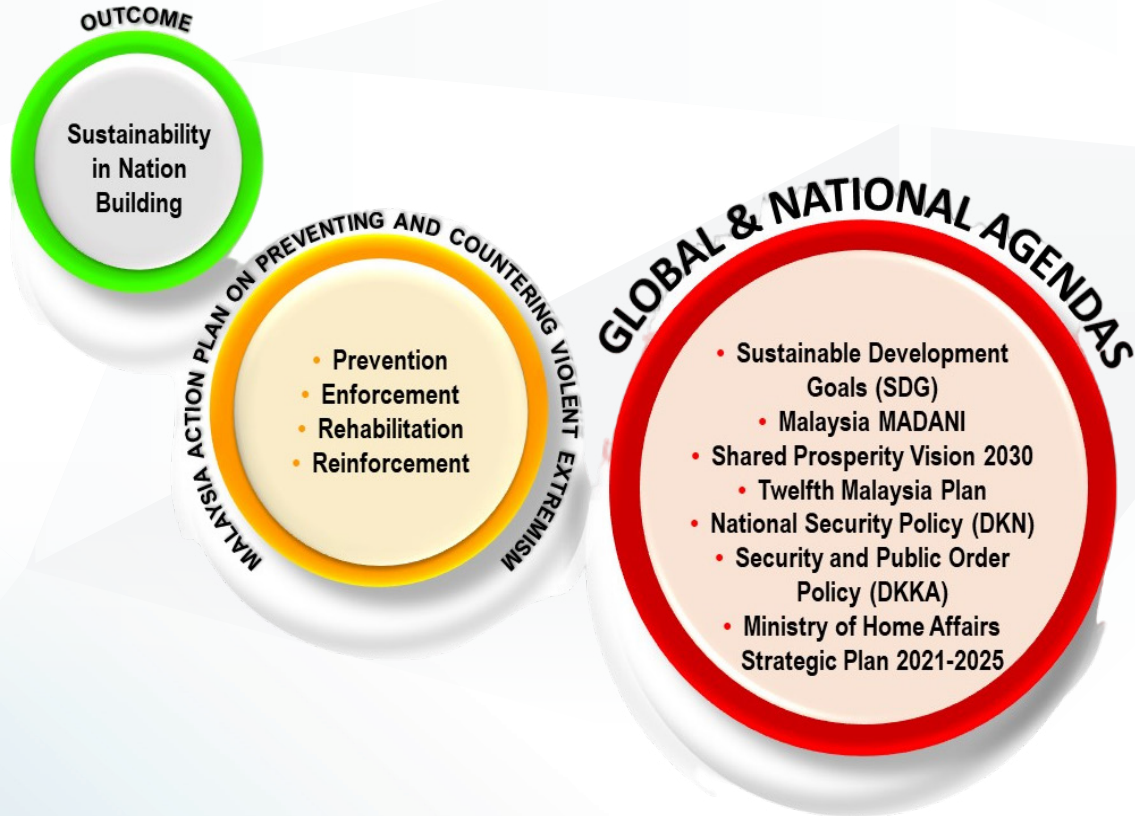 OUTCOME
Sustainability
in Nation
Building
MALAYSIA ACTION PLAN ON PREVENTING AND COUNTERING VIOLENT EXTREMISM
• Prevention
• Enforcement
• Rehabilitation
• Reinforcement
GLOBAL & NATIONAL AGENDAS
• Sustainable Development
Goals (SDG)
• Malaysia MADANI
• Shared Prosperity Vision 2030
• Twelfth Malaysia Plan
• National Security Policy (DKN)
• Security and Public Order
Policy (DKKA)
• Ministry of Home Affairs
Strategic Plan 2021-2025